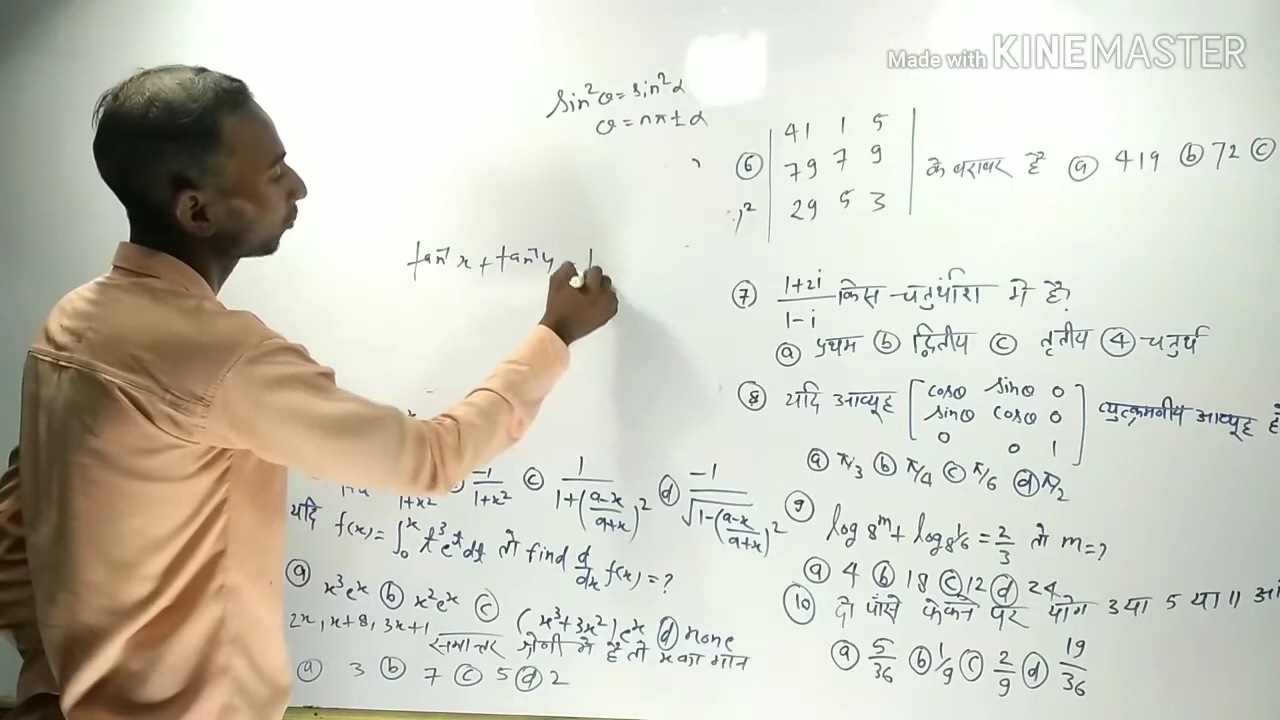 Made with KINEMASTER
sin²θ = sin²α
θ = nπ ± α
tan⁻¹x + tan⁻¹y
⑥ | 41 1 5 | के बराबर है ⓐ 419 ⓑ 72 ⓒ
79 7 9
29 5 3
⑦ 1+2i / 1-i किस चतुर्थांश में है?
ⓐ प्रथम ⓑ द्वितीय ⓒ तृतीय ④ चतुर्थ
⑧ यदि आव्यूह [ cosθ sinθ 0 ] व्युत्क्रमणीय आव्यूह है
sinθ cosθ 0
0 0 1
ⓐ π/3 ⓑ π/4 ⓒ π/6 ⓓ π/2
⑨ log 8^m + log 8^1/6 = 2/3 तो m=?
ⓐ 4 ⓑ 18 ⓒ 12 ⓓ 24
⑩ दो पाँसे फेकने पर योग 3 या 5 या 11
ⓐ 5/36 ⓑ 1/9 ⓒ 2/9 ⓓ 19/36
1+x² -1/1+x² ⓒ 1/1+(a-x/a+x)² ⓓ -1/√1-(a-x/a+x)²
यदि f(x) = ∫₀ˣ t³eᵗdt तो find d/dx f(x) = ?
ⓐ x³eˣ ⓑ x²eˣ ⓒ (x³+3x²)eˣ ⓓ none
2x, x+8, 3x+1 समान्तर श्रेणी में है तो x का मान
ⓐ 3 ⓑ 7 ⓒ 5 ⓓ 2